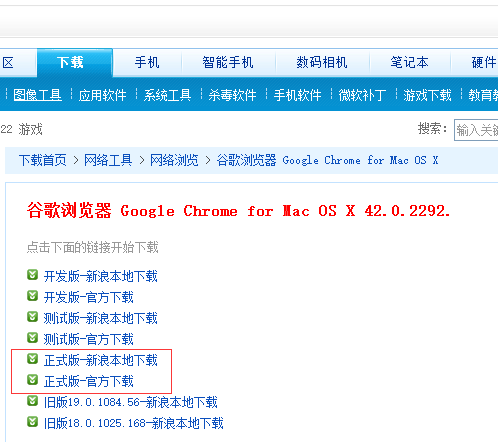 区 下载 手机 智能手机 数码相机 笔记本 硬件
图像工具 应用软件 系统工具 杀毒软件 手机软件 微软补丁 游戏下载 教育教
22 游戏 搜索: 输入关键
下载首页 > 网络工具 > 网络浏览 > 谷歌浏览器 Google Chrome for Mac OS X
谷歌浏览器 Google Chrome for Mac OS X 42.0.2292.
点击下面的链接开始下载
开发版-新浪本地下载
开发版-官方下载
测试版-新浪本地下载
测试版-官方下载
正式版-新浪本地下载
正式版-官方下载
旧版19.0.1084.56-新浪本地下载
旧版18.0.1025.168-新浪本地下载